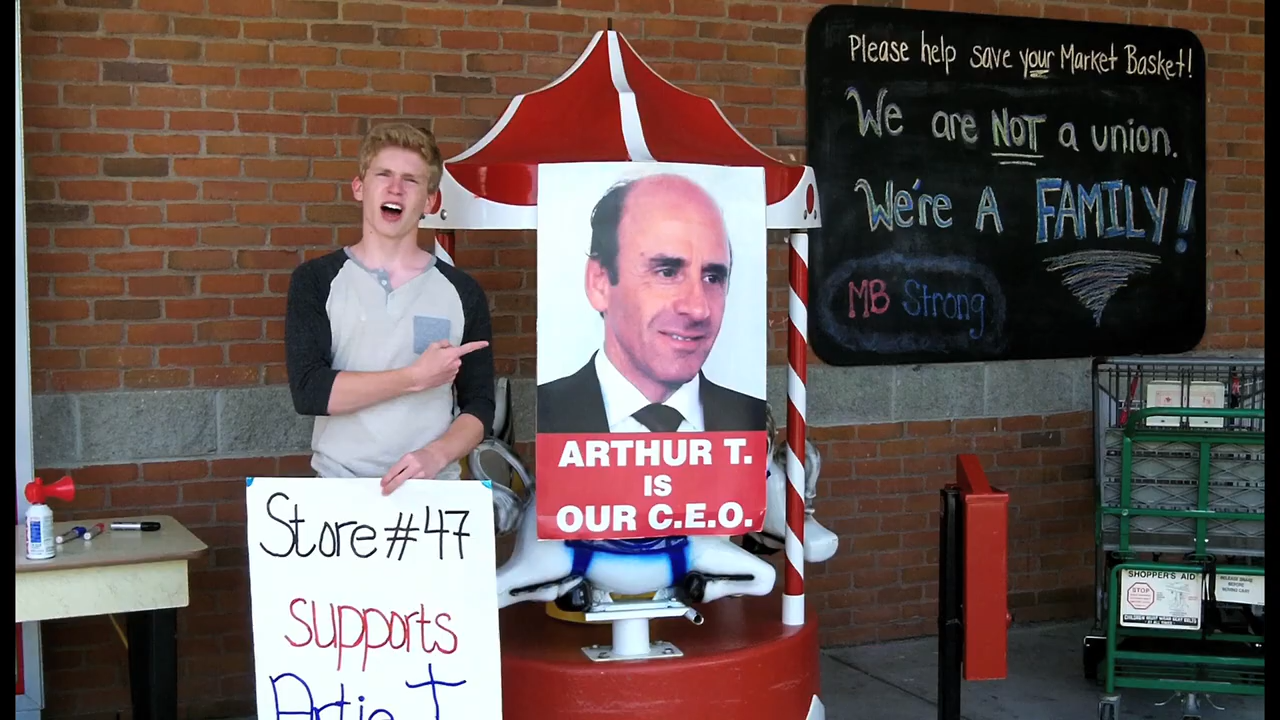 Please help save your Market Basket!
We are NOT a union.
We're A FAMILY!
MB Strong
ARTHUR T.
IS
OUR C.E.O.
Store #47
supports
Artie T
SHOPPER'S AID
STOP